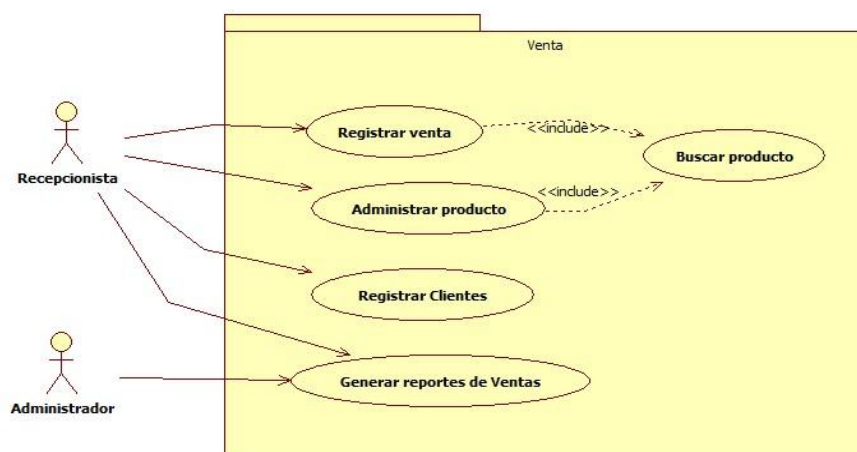 Venta
Registrar venta
<<include>>
Buscar producto
Recepcionista
<<include>>
Administrar producto
Registrar Clientes
Generar reportes de Ventas
Administrador